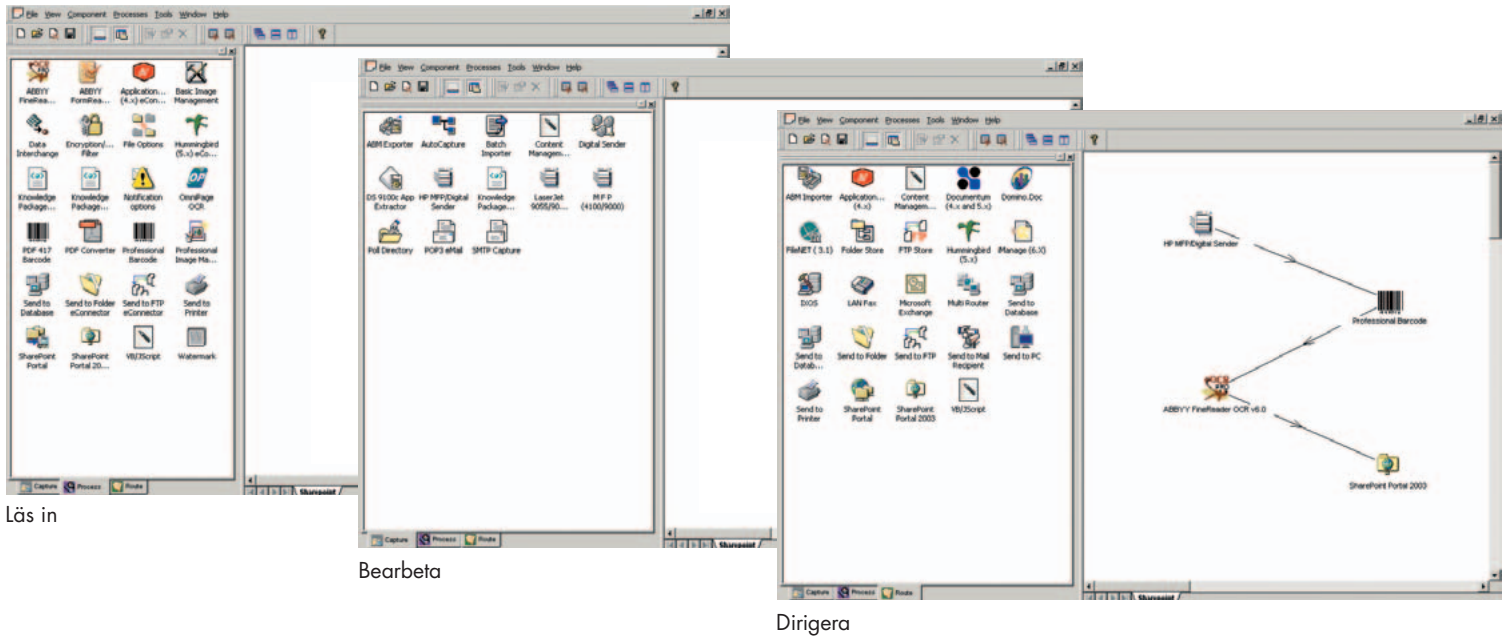 File View Component Processes Tools Window Help
ABBYY FineRea...
ABBYY FormRea...
Application... (4.x) eCon...
Basic Image Management
Data Interchange
Encryption/... Filter
File Options
Hummingbird (5.x) eCo...
Knowledge Package...
Knowledge Package...
Notification options
OmniPage OCR
PDF 417 Barcode
PDF Converter
Professional Barcode
Professional Image Ma...
Send to Database
Send to Folder eConnector
Send to FTP eConnector
Send to Printer
SharePoint Portal
SharePoint Portal 20...
VB/JScript
Watermark
Capture Process Route
Sharepoint
Läs in
File View Component Processes Tools Window Help
ABM Exporter
AutoCapture
Batch Importer
Content Managem...
Digital Sender
DS 9100c App Extractor
HP MFP/Digital Sender
Knowledge Package...
LaserJet 9055/90...
MFP (4100/9000)
Poll Directory
POP3 eMail
SMTP Capture
Capture Process Route
Sharepoint
Bearbeta
File View Component Processes Tools Window Help
ABM Importer
Application... (4.x)
Content Managem...
Documentum (4.x and 5.x)
Domino.Doc
FileNET ( 3.1)
Folder Store
FTP Store
Hummingbird (5.x)
iManage (6.X)
IXOS
LAN Fax
Microsoft Exchange
Multi Router
Send to Database
Send to Datab...
Send to Folder
Send to FTP
Send to Mail Recipient
Send to PC
Send to Printer
SharePoint Portal
SharePoint Portal 2003
VB/JScript
Capture Process Route
HP MFP/Digital Sender
Professional Barcode
ABBYY FineReader OCR v6.0
SharePoint Portal 2003
Sharepoint
Dirigera